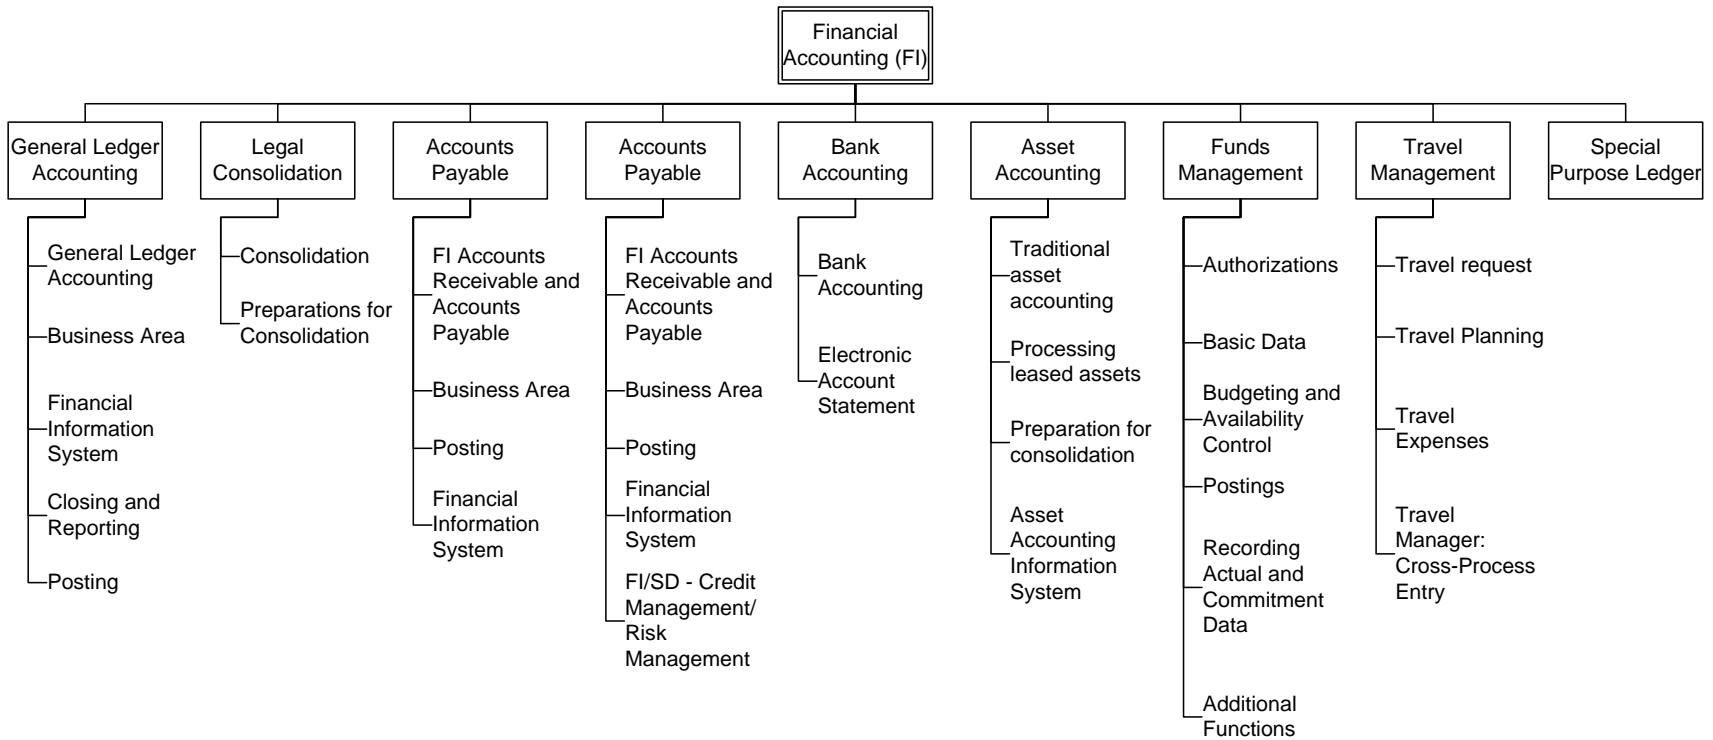 Financial
Accounting (FI)
General Ledger
Accounting
Legal
Consolidation
Accounts
Payable
Accounts
Payable
Bank
Accounting
Asset
Accounting
Funds
Management
Travel
Management
Special
Purpose Ledger
General Ledger
Accounting
Business Area
Financial
Information
System
Closing and
Reporting
Posting
Consolidation
Preparations for
Consolidation
FI Accounts
Receivable and
Accounts
Payable
Business Area
Posting
Financial
Information
System
FI Accounts
Receivable and
Accounts
Payable
Business Area
Posting
Financial
Information
System
FI/SD - Credit
Management/
Risk
Management
Bank
Accounting
Electronic
Account
Statement
Traditional
asset
accounting
Processing
leased assets
Preparation for
consolidation
Asset
Accounting
Information
System
Authorizations
Basic Data
Budgeting and
Availability
Control
Postings
Recording
Actual and
Commitment
Data
Additional
Functions
Travel request
Travel Planning
Travel
Expenses
Travel
Manager:
Cross-Process
Entry